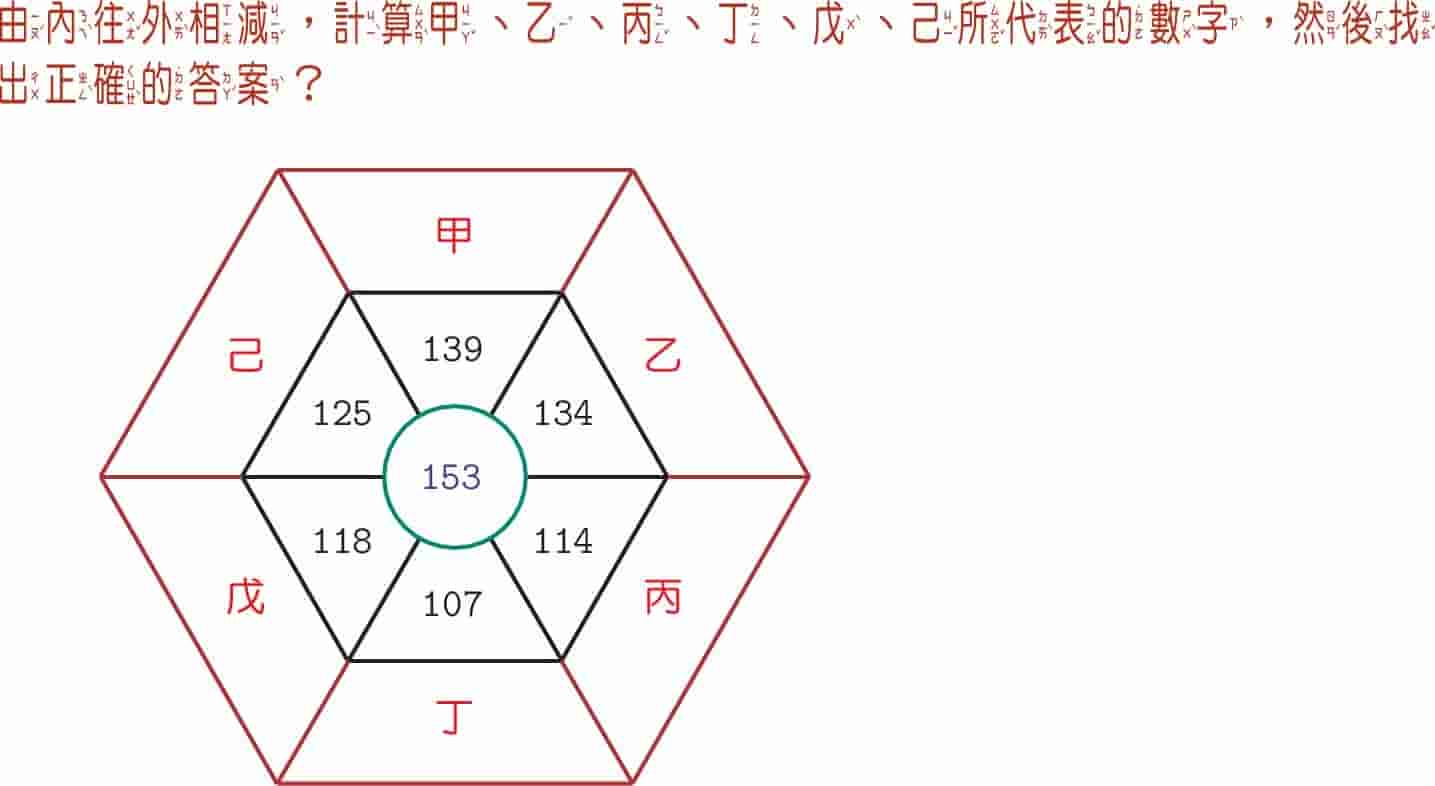 由內往外相減，計算甲、乙、丙、丁、戊、己所代表的數字，然後找
出正確的答案？
甲
139
己
乙
125
134
153
118
114
107
戊
丙
丁